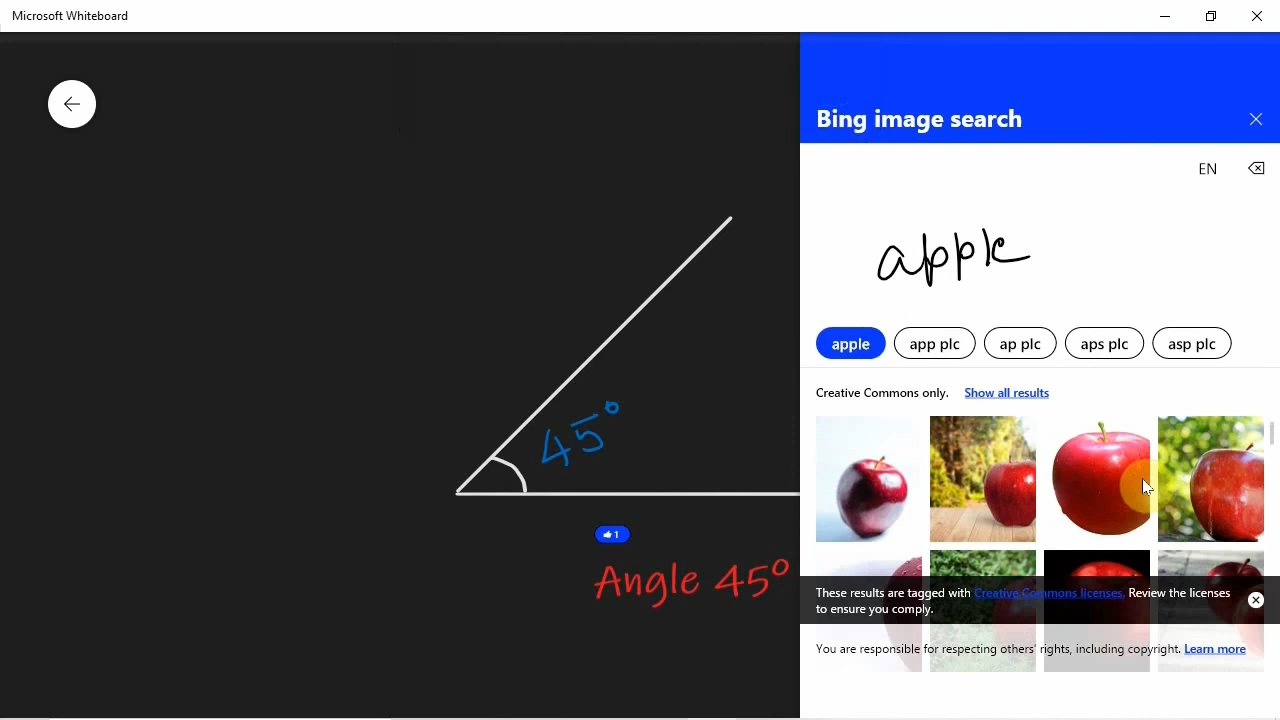 Microsoft Whiteboard
Bing image search
EN
apple
apple app plc ap plc aps plc asp plc
Creative Commons only. Show all results
45°
1
Angle 45°
These results are tagged with Creative Commons licenses. Review the licenses
to ensure you comply.
You are responsible for respecting others' rights, including copyright. Learn more